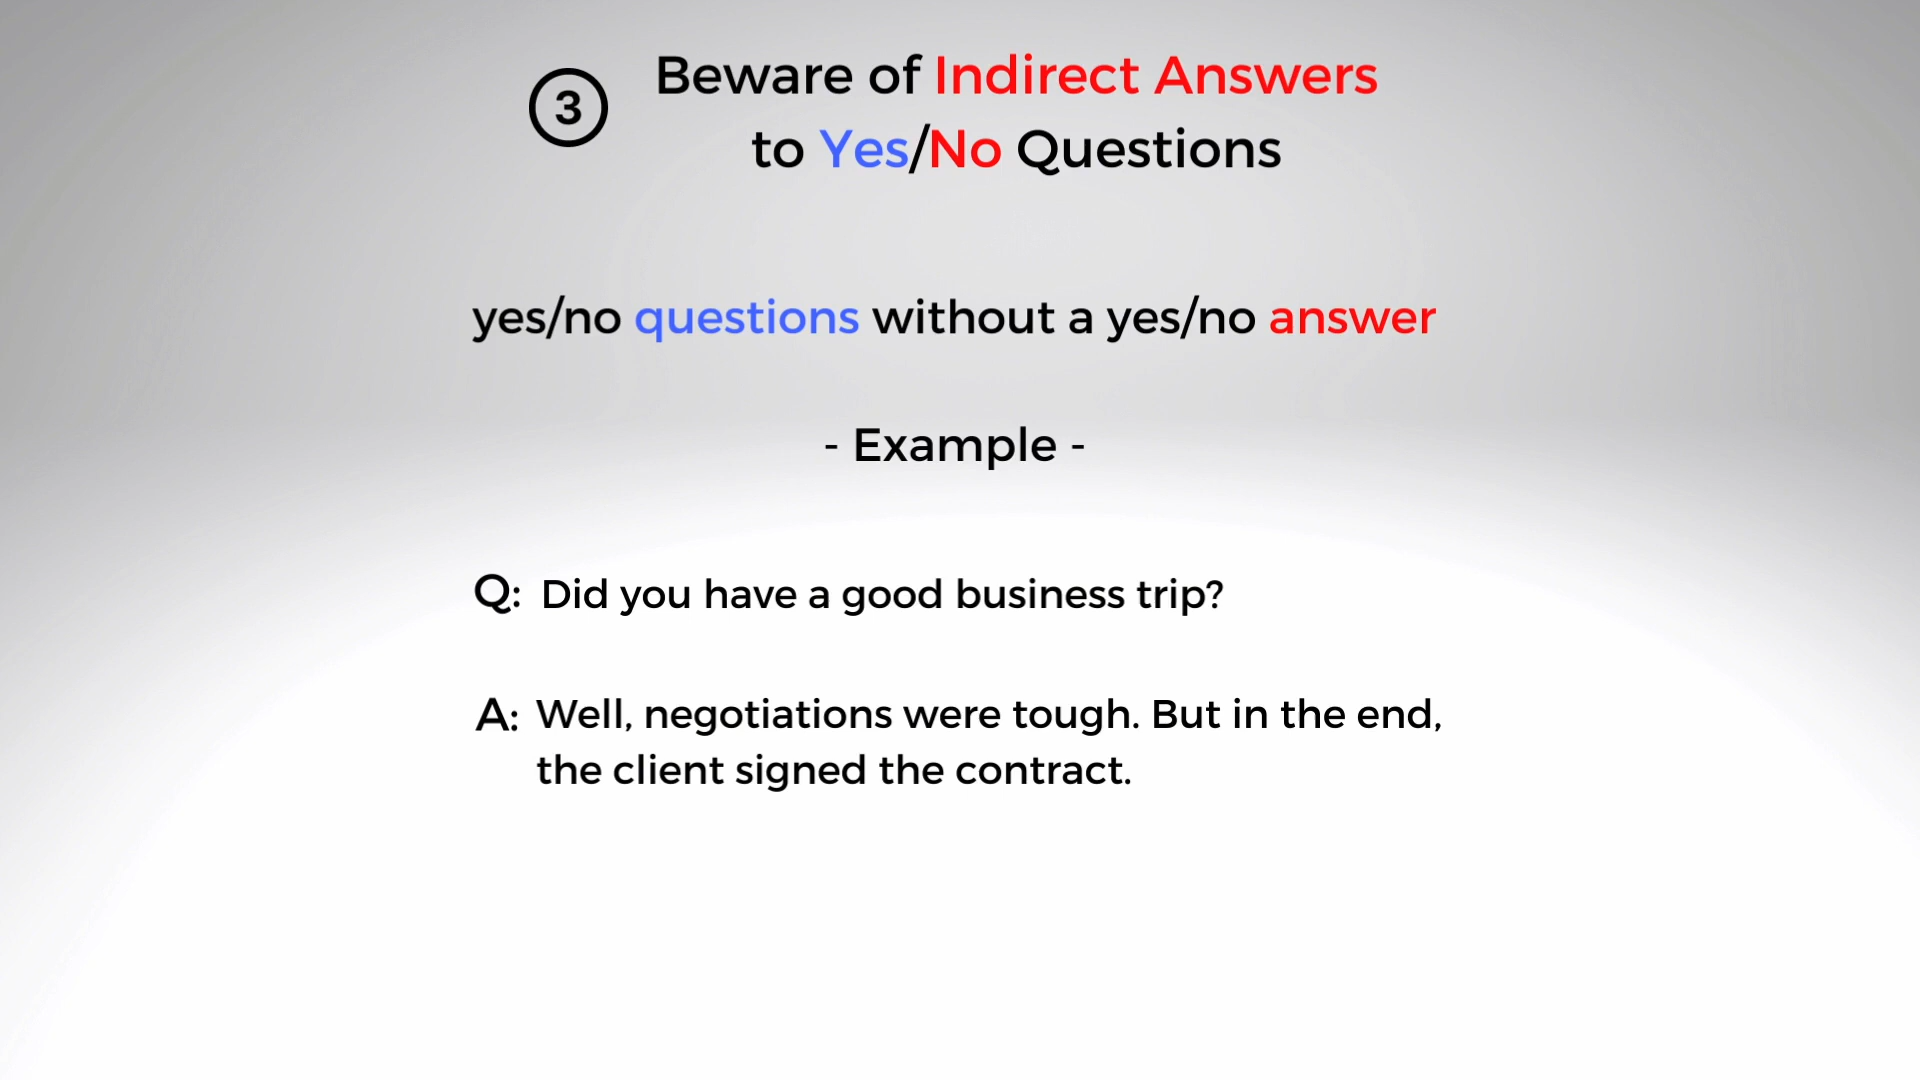 3
Beware of Indirect Answers
to Yes/No Questions
yes/no questions without a yes/no answer
- Example -
Q: Did you have a good business trip?
A: Well, negotiations were tough. But in the end,
the client signed the contract.